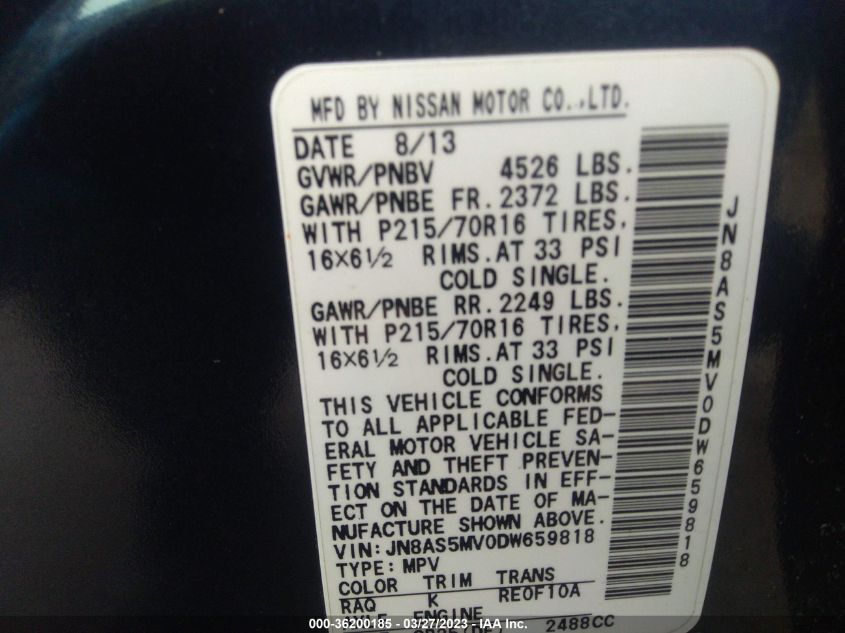 MFD BY NISSAN MOTOR CO.,LTD.
DATE 8/13
GVWR/PNBV 4526 LBS.
GAWR/PNBE FR.2372 LBS.
WITH P215/70R16 TIRES,
16X6½ RIMS.AT 33 PSI
COLD SINGLE.
GAWR/PNBE RR.2249 LBS.
WITH P215/70R16 TIRES,
16X6½ RIMS.AT 33 PSI
COLD SINGLE.
THIS VEHICLE CONFORMS
TO ALL APPLICABLE FED-
ERAL MOTOR VEHICLE SA-
FETY AND THEFT PREVEN-
TION STANDARDS IN EFF-
ECT ON THE DATE OF MA-
NUFACTURE SHOWN ABOVE.
VIN:JN8AS5MV0DW659818
TYPE:MPV
COLOR TRIM TRANS
RAQ K RE0F10A
ENGINE
2488CC
JN8AS5MV0DW659818
000-36200185 - 03/27/2023 - IAA Inc.